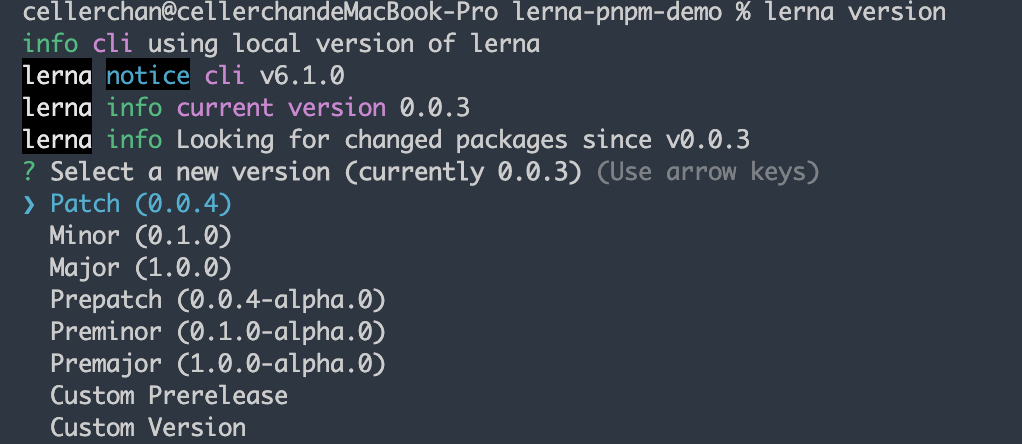 cellerchan@cellerchandeMacBook-Pro lerna-pnpm-demo % lerna version
info cli using local version of lerna
lerna notice cli v6.1.0
lerna info current version 0.0.3
lerna info Looking for changed packages since v0.0.3
? Select a new version (currently 0.0.3) (Use arrow keys)
❯ Patch (0.0.4)
Minor (0.1.0)
Major (1.0.0)
Prepatch (0.0.4-alpha.0)
Preminor (0.1.0-alpha.0)
Premajor (1.0.0-alpha.0)
Custom Prerelease
Custom Version